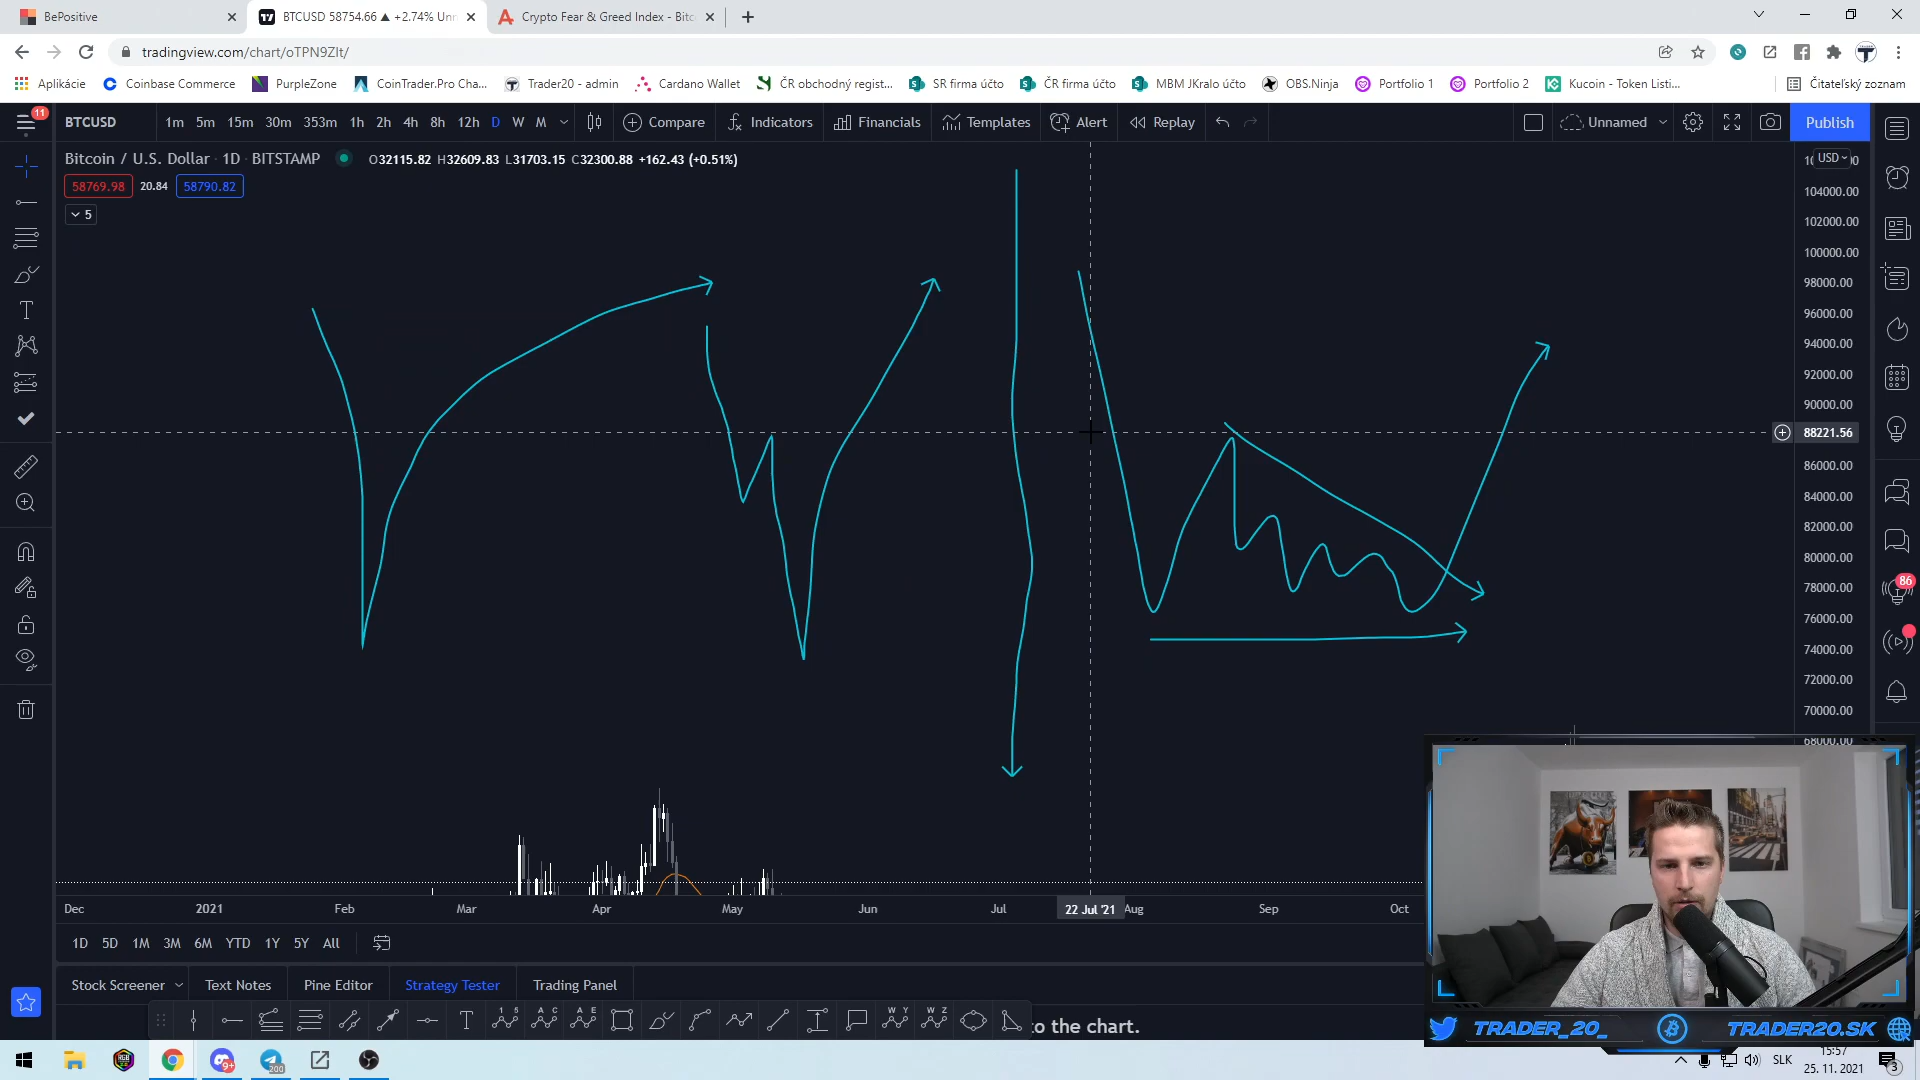 BePositive
BTCUSD 58754.66 ▲ +2.74% Unn
Crypto Fear & Greed Index - Bitc
tradingview.com/chart/oTPN9ZIt/
Aplikácie
Coinbase Commerce
PurpleZone
CoinTrader.Pro Cha...
Trader20 - admin
Cardano Wallet
ČR obchodný regist...
SR firma účto
ČR firma účto
MBM JKralo účto
OBS.Ninja
Portfolio 1
Portfolio 2
Kucoin - Token Listi...
Čitateľský zoznam
11
BTCUSD
1m 5m 15m 30m 353m 1h 2h 4h 8h 12h D W M
Compare
Indicators
Financials
Templates
Alert
Replay
Unnamed
Publish
Bitcoin / U.S. Dollar · 1D · BITSTAMP
O32115.82 H32609.83 L31703.15 C32300.88 +162.43 (+0.51%)
USD
58769.98 20.84 58790.82
5
104000.00
102000.00
100000.00
98000.00
96000.00
94000.00
92000.00
90000.00
88221.56
86000.00
84000.00
82000.00
80000.00
78000.00
76000.00
74000.00
72000.00
70000.00
68000.00
86
Dec 2021 Feb Mar Apr May Jun Jul 22 Jul '21 Aug Sep Oct
1D 5D 1M 3M 6M YTD 1Y 5Y All
Stock Screener
Text Notes
Pine Editor
Strategy Tester
Trading Panel
to the chart.
TRADER_20_
TRADER20.SK
9+
200
SLK
15:57
25. 11. 2021
3